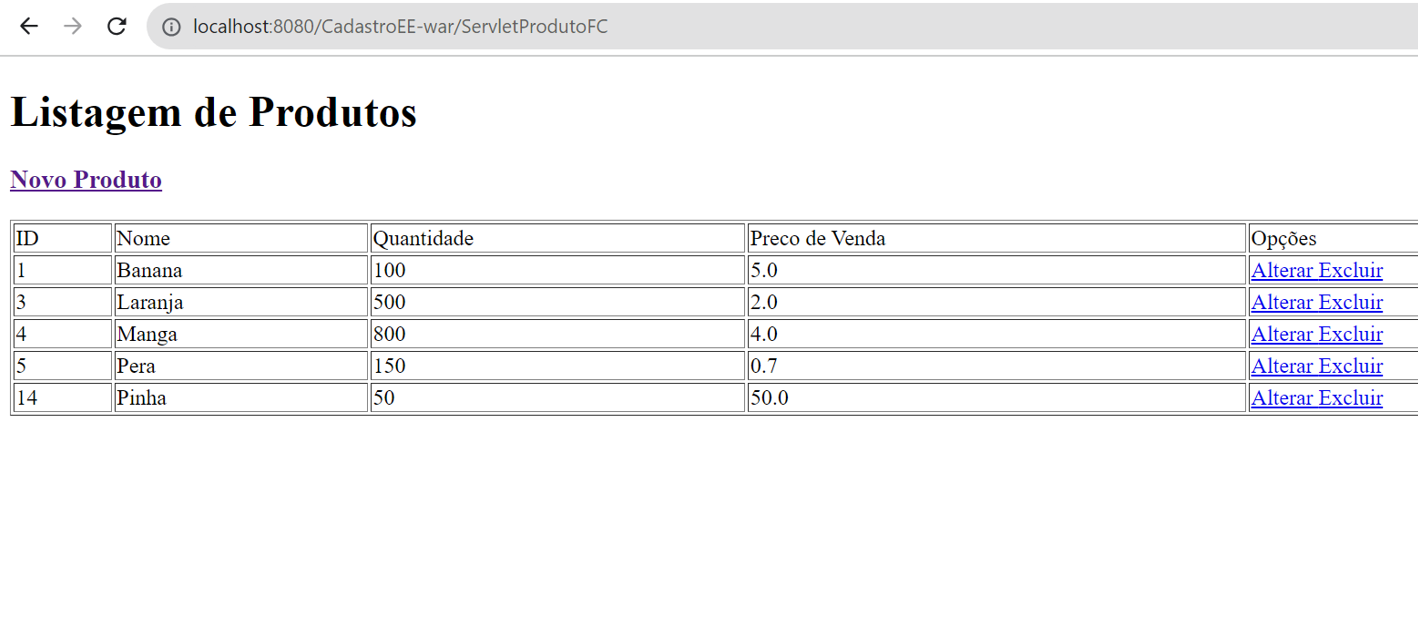 localhost:8080/CadastroEE-war/ServletProdutoFC
Listagem de Produtos
Novo Produto
ID Nome Quantidade Preco de Venda Opções
1 Banana 100 5.0 Alterar Excluir
3 Laranja 500 2.0 Alterar Excluir
4 Manga 800 4.0 Alterar Excluir
5 Pera 150 0.7 Alterar Excluir
14 Pinha 50 50.0 Alterar Excluir